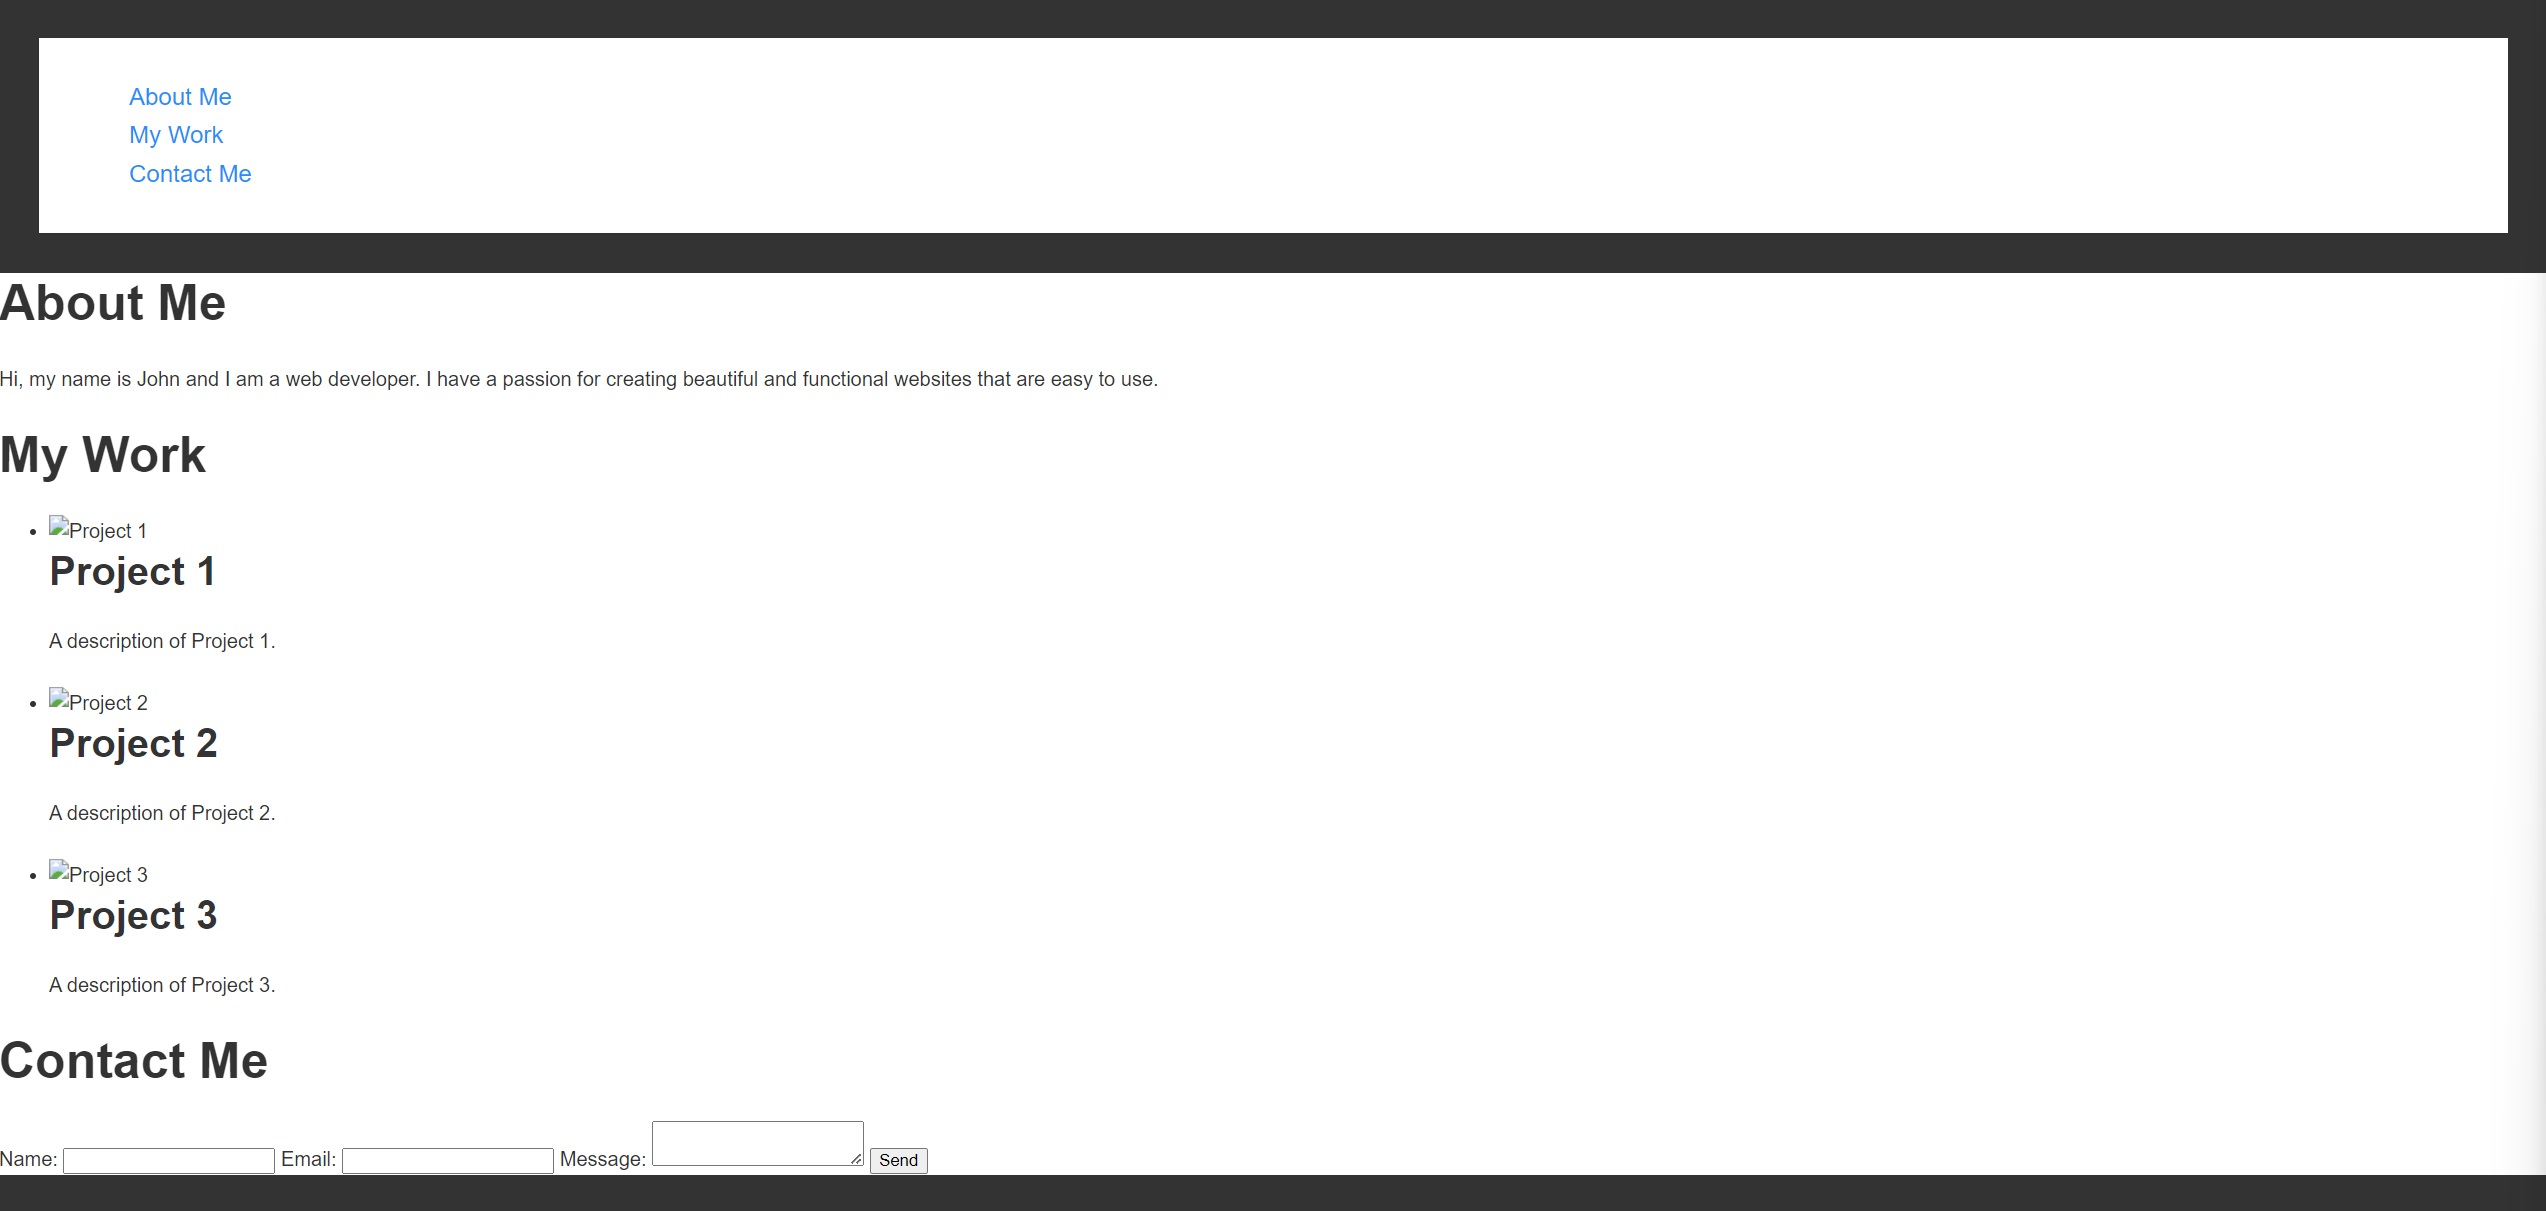 About Me
My Work
Contact Me
About Me
Hi, my name is John and I am a web developer. I have a passion for creating beautiful and functional websites that are easy to use.
My Work
Project 1
Project 1
A description of Project 1.
Project 2
Project 2
A description of Project 2.
Project 3
Project 3
A description of Project 3.
Contact Me
Name: Email: Message: Send